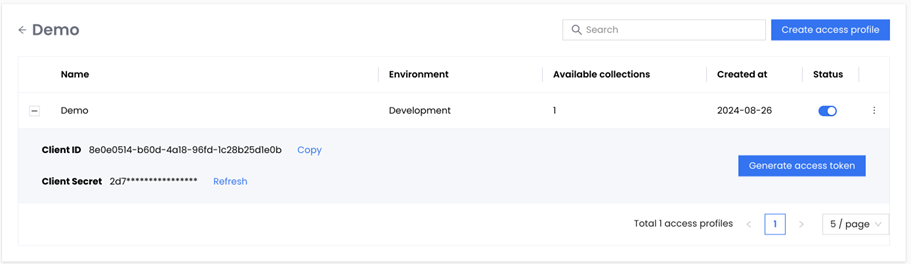 Demo
Search
Create access profile
Name Environment Available collections Created at Status
Demo Development 1 2024-08-26
Client ID 8e0e0514-b60d-4a18-96fd-1c28b25d1e0b Copy
Generate access token
Client Secret 2d7**************** Refresh
Total 1 access profiles 1 5 / page